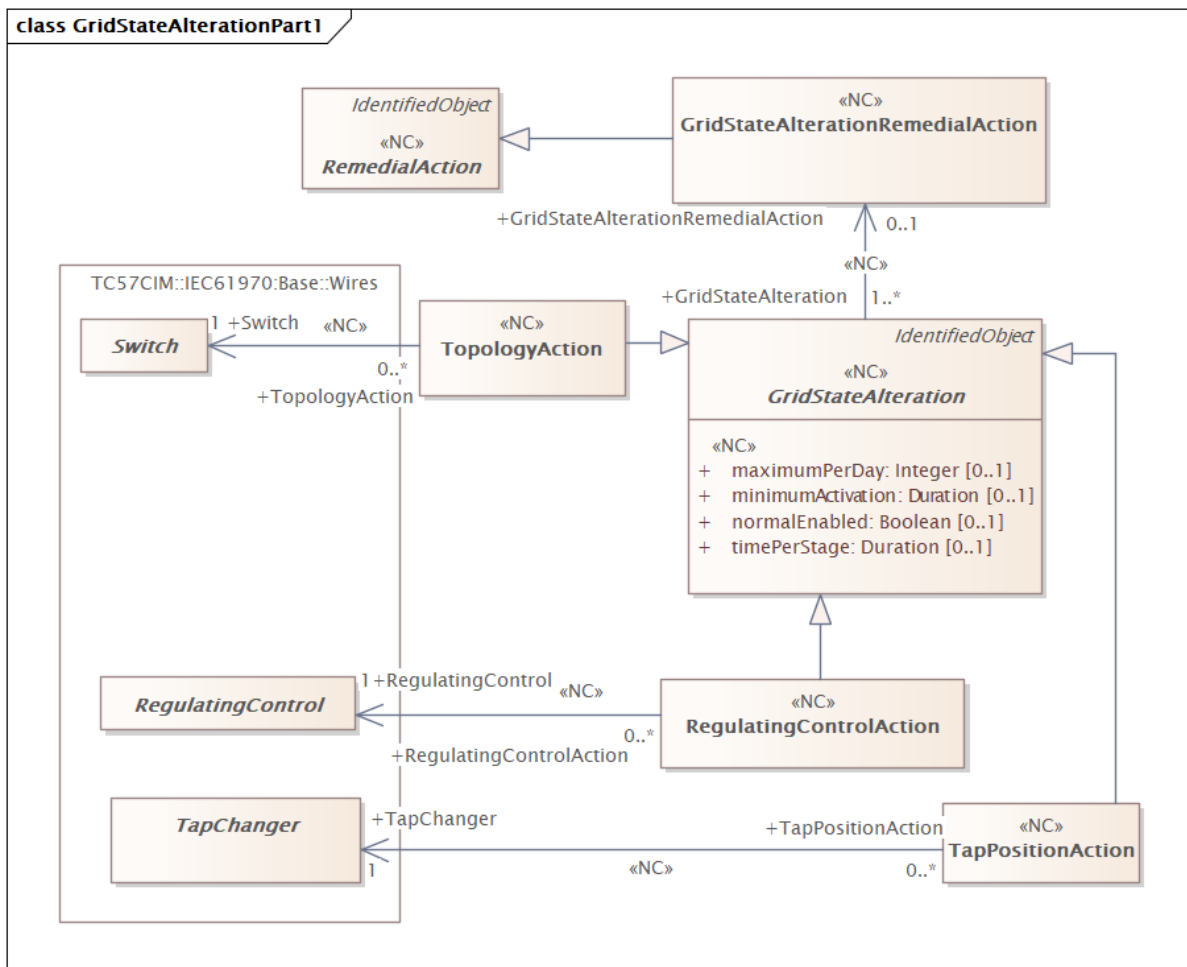 class GridStateAlterationPart1
IdentifiedObject
«NC»
RemedialAction
«NC»
GridStateAlterationRemedialAction
+GridStateAlterationRemedialAction
0..1
«NC»
+GridStateAlteration
1..*
TC57CIM::IEC61970:Base::Wires
Switch
1 +Switch
«NC»
0..*
+TopologyAction
«NC»
TopologyAction
IdentifiedObject
«NC»
GridStateAlteration
«NC»
+ maximumPerDay: Integer [0..1]
+ minimumActivation: Duration [0..1]
+ normalEnabled: Boolean [0..1]
+ timePerStage: Duration [0..1]
RegulatingControl
1 +RegulatingControl
«NC»
0..*
+RegulatingControlAction
«NC»
RegulatingControlAction
TapChanger
+TapChanger
1
«NC»
+TapPositionAction
0..*
«NC»
TapPositionAction